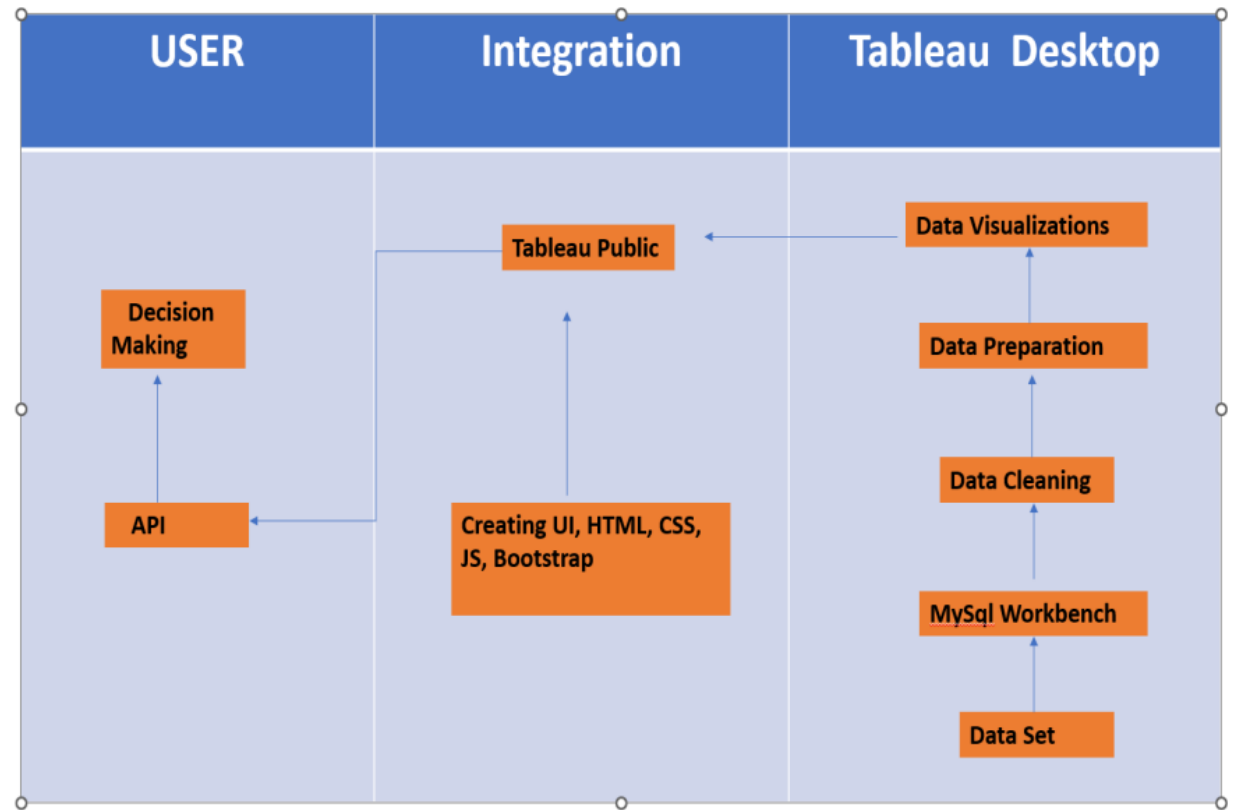 USER
Integration
Tableau Desktop
Data Visualizations
Tableau Public
Decision
Making
Data Preparation
Data Cleaning
API
Creating UI, HTML, CSS,
JS, Bootstrap
MySql Workbench
Data Set